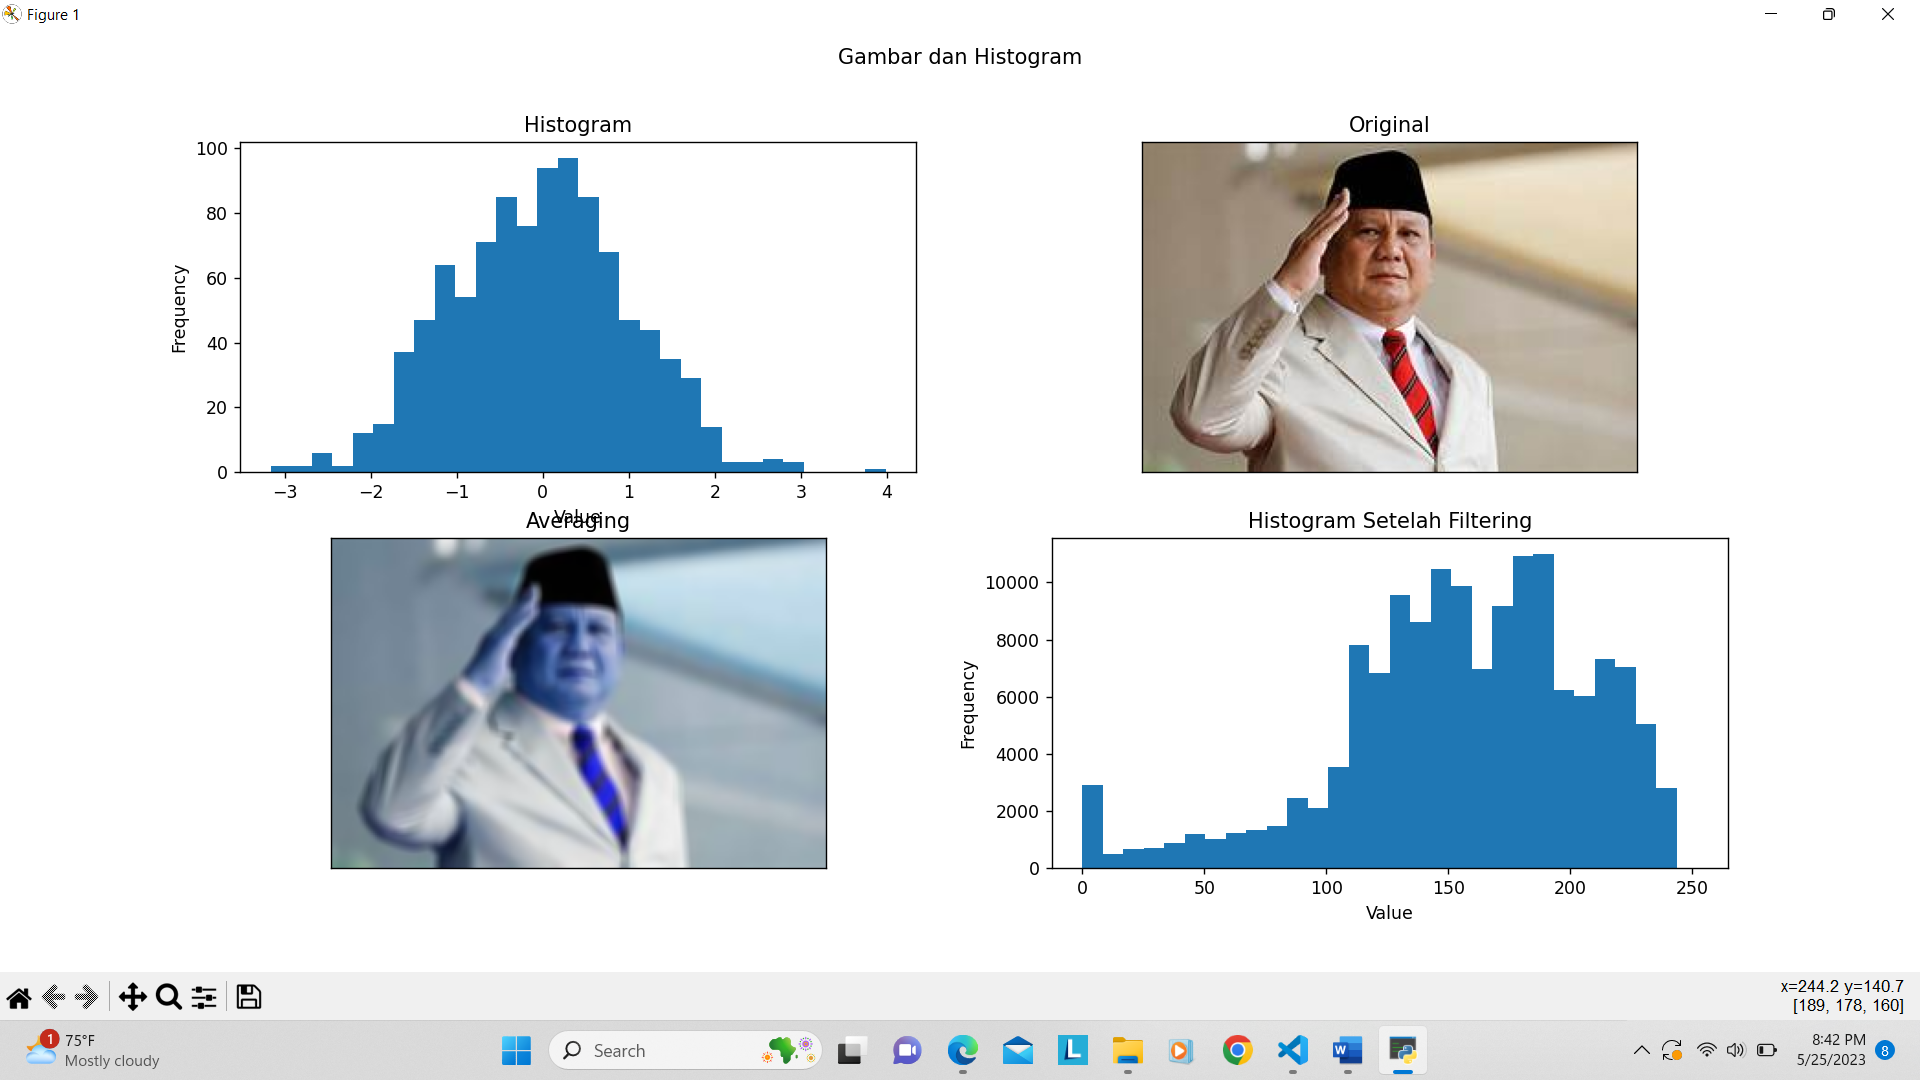 Figure 1
Gambar dan Histogram
Histogram
Frequency
100
80
60
40
20
0
−3 −2 −1 0 1 2 3 4
Value
Original
Averaging
Histogram Setelah Filtering
Frequency
10000
8000
6000
4000
2000
0
0 50 100 150 200 250
Value
x=244.2 y=140.7
[189, 178, 160]
1
75°F
Mostly cloudy
Search
L
W
8:42 PM
5/25/2023
8